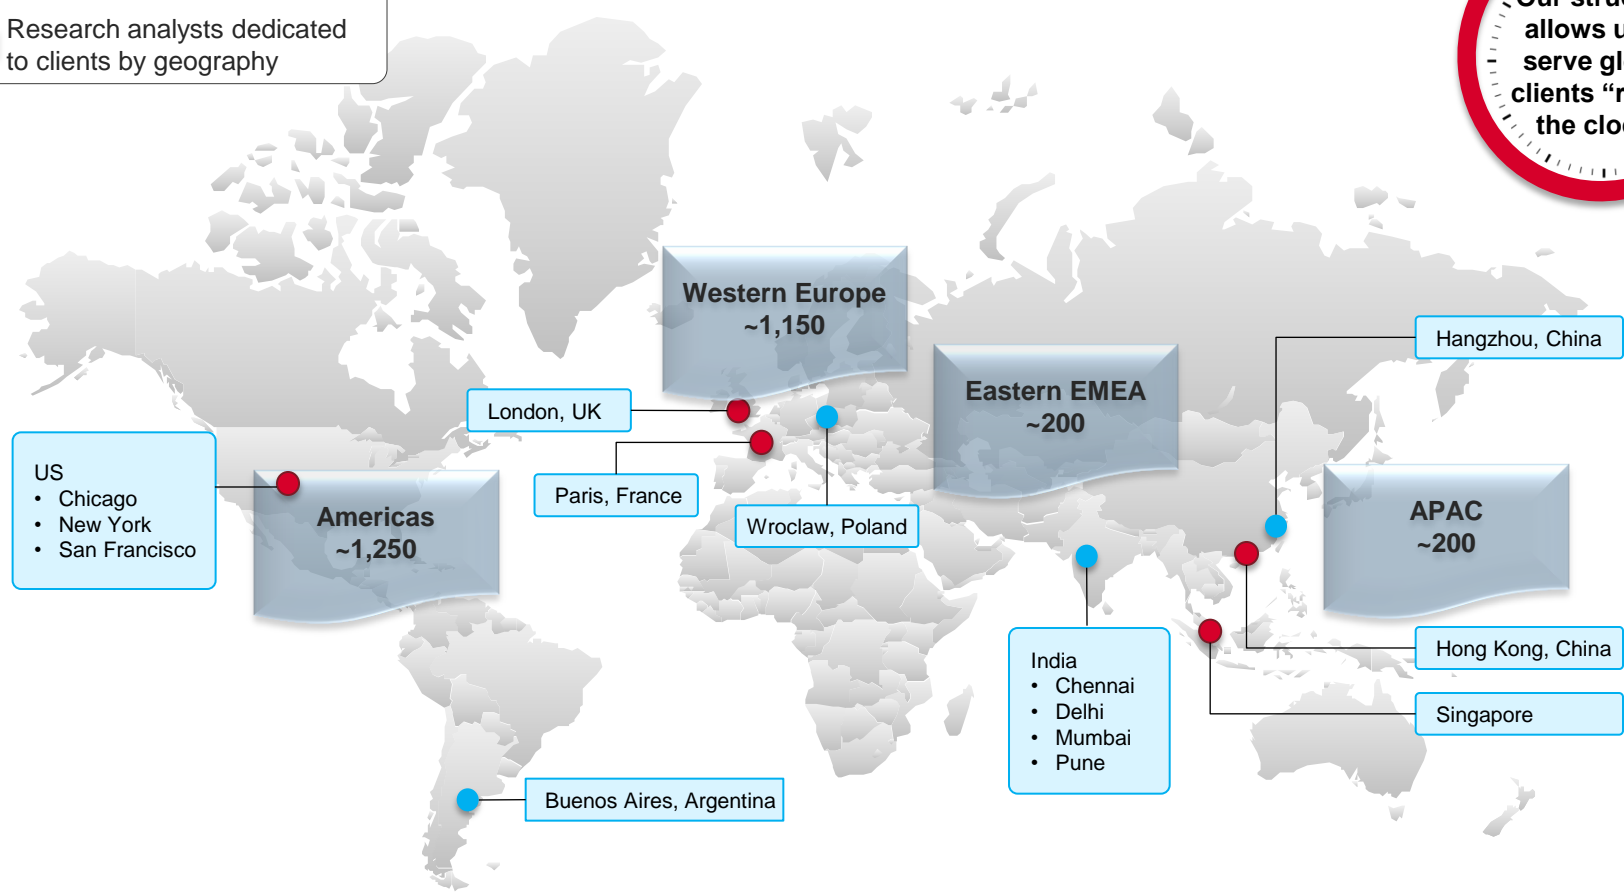 Research analysts dedicated
to clients by geography
allows
serve
clients
the
Western Europe
~1,150
Eastern EMEA
~200
Hangzhou, China
London, UK
US
• Chicago
• New York
• San Francisco
Americas
~1,250
Paris, France
Wroclaw, Poland
APAC
~200
India
• Chennai
• Delhi
• Mumbai
• Pune
Hong Kong, China
Singapore
Buenos Aires, Argentina